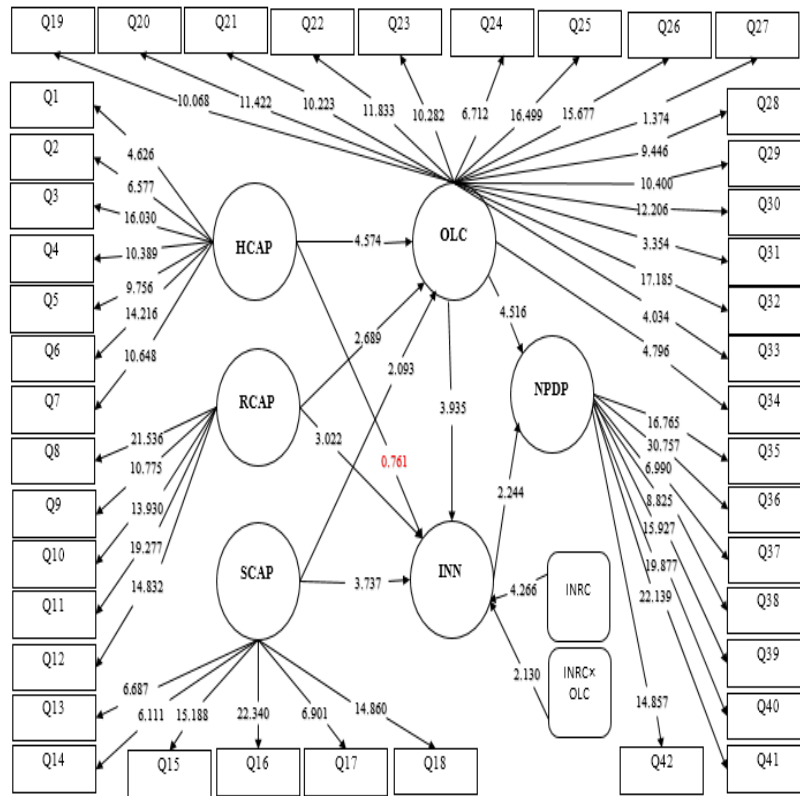 Q19 Q20 Q21 Q22 Q23 Q24 Q25 Q26 Q27
10.068 11.422 10.223 11.833 10.282 6.712 16.499 15.677 1.374
Q1
Q2
Q3
Q4
Q5
Q6
Q7
4.626
6.577
16.030
10.389
9.756
14.216
10.648
HCAP
4.574
OLC
9.446
10.400
12.206
3.354
17.185
4.034
4.796
Q28
Q29
Q30
Q31
Q32
Q33
Q34
2.689
2.093
4.516
3.935
RCAP
3.022
0.761
NPDP
2.244
Q8
Q9
Q10
Q11
Q12
21.536
10.775
13.930
19.277
14.832
16.765
30.757
6.990
8.825
15.927
19.877
22.139
14.857
Q35
Q36
Q37
Q38
Q39
Q40
Q41
SCAP
3.737
INN
4.266
INRC
2.130
INRC×
OLC
Q13
Q14
6.687
6.111 15.188 22.340 6.901 14.860
Q15 Q16 Q17 Q18 Q42